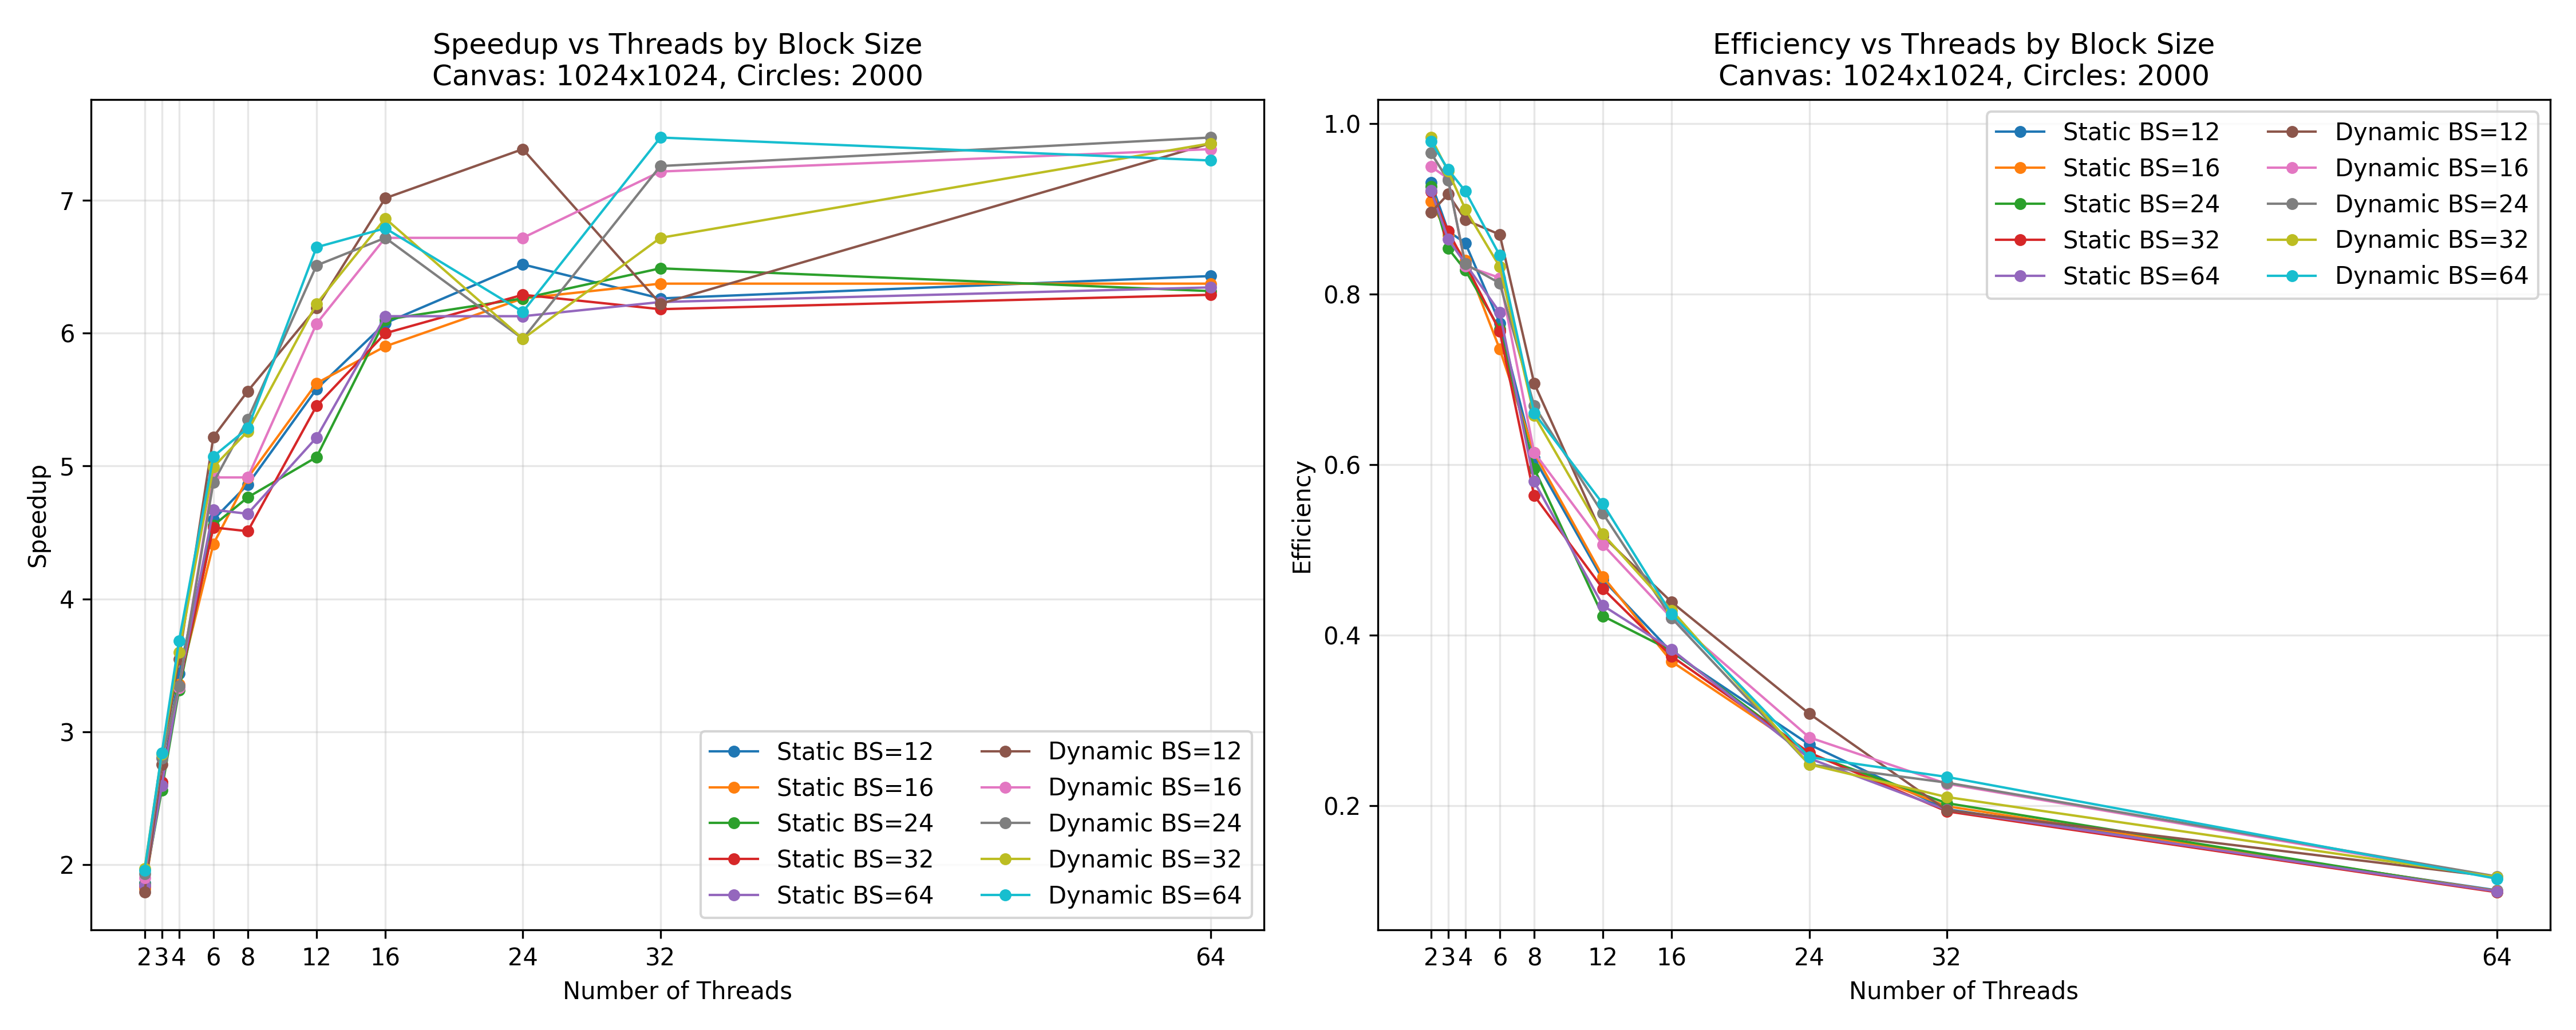 Speedup vs Threads by Block Size
Canvas: 1024x1024, Circles: 2000
Speedup
7
6
5
4
3
2
2 3 4 6 8 12 16 24 32 64
Number of Threads
Static BS=12 Dynamic BS=12
Static BS=16 Dynamic BS=16
Static BS=24 Dynamic BS=24
Static BS=32 Dynamic BS=32
Static BS=64 Dynamic BS=64
Efficiency vs Threads by Block Size
Canvas: 1024x1024, Circles: 2000
Efficiency
1.0
0.8
0.6
0.4
0.2
2 3 4 6 8 12 16 24 32 64
Number of Threads
Static BS=12 Dynamic BS=12
Static BS=16 Dynamic BS=16
Static BS=24 Dynamic BS=24
Static BS=32 Dynamic BS=32
Static BS=64 Dynamic BS=64